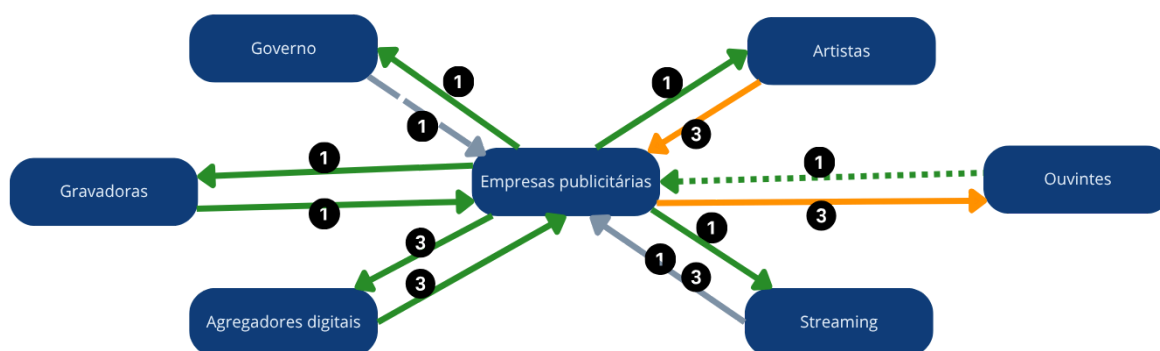 Governo
Artistas
1
1
1
3
1
1
Gravadoras
Empresas publicitárias
Ouvintes
1
3
3
1
3
1
3
Agregadores digitais
Streaming